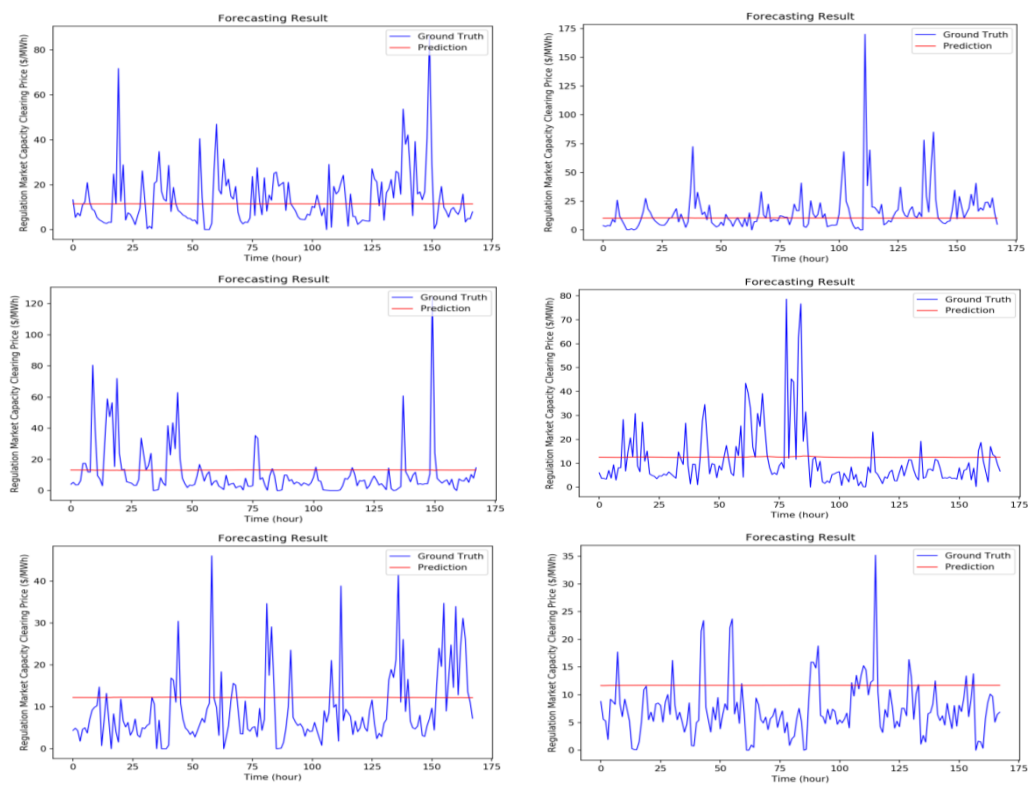 Forecasting Result
Regulation Market Capacity Clearing Price ($/MWh)
80
60
40
20
0
Ground Truth
Prediction
0 25 50 75 100 125 150 175
Time (hour)
Forecasting Result
Regulation Market Capacity Clearing Price ($/MWh)
175
150
125
100
75
50
25
0
Ground Truth
Prediction
0 25 50 75 100 125 150 175
Time (hour)
Forecasting Result
Regulation Market Capacity Clearing Price ($/MWh)
120
100
80
60
40
20
0
Ground Truth
Prediction
0 25 50 75 100 125 150 175
Time (hour)
Forecasting Result
Regulation Market Capacity Clearing Price ($/MWh)
80
70
60
50
40
30
20
10
0
Ground Truth
Prediction
0 25 50 75 100 125 150 175
Time (hour)
Forecasting Result
Regulation Market Capacity Clearing Price ($/MWh)
40
30
20
10
0
Ground Truth
Prediction
0 25 50 75 100 125 150 175
Time (hour)
Forecasting Result
Regulation Market Capacity Clearing Price ($/MWh)
35
30
25
20
15
10
5
0
Ground Truth
Prediction
0 25 50 75 100 125 150 175
Time (hour)